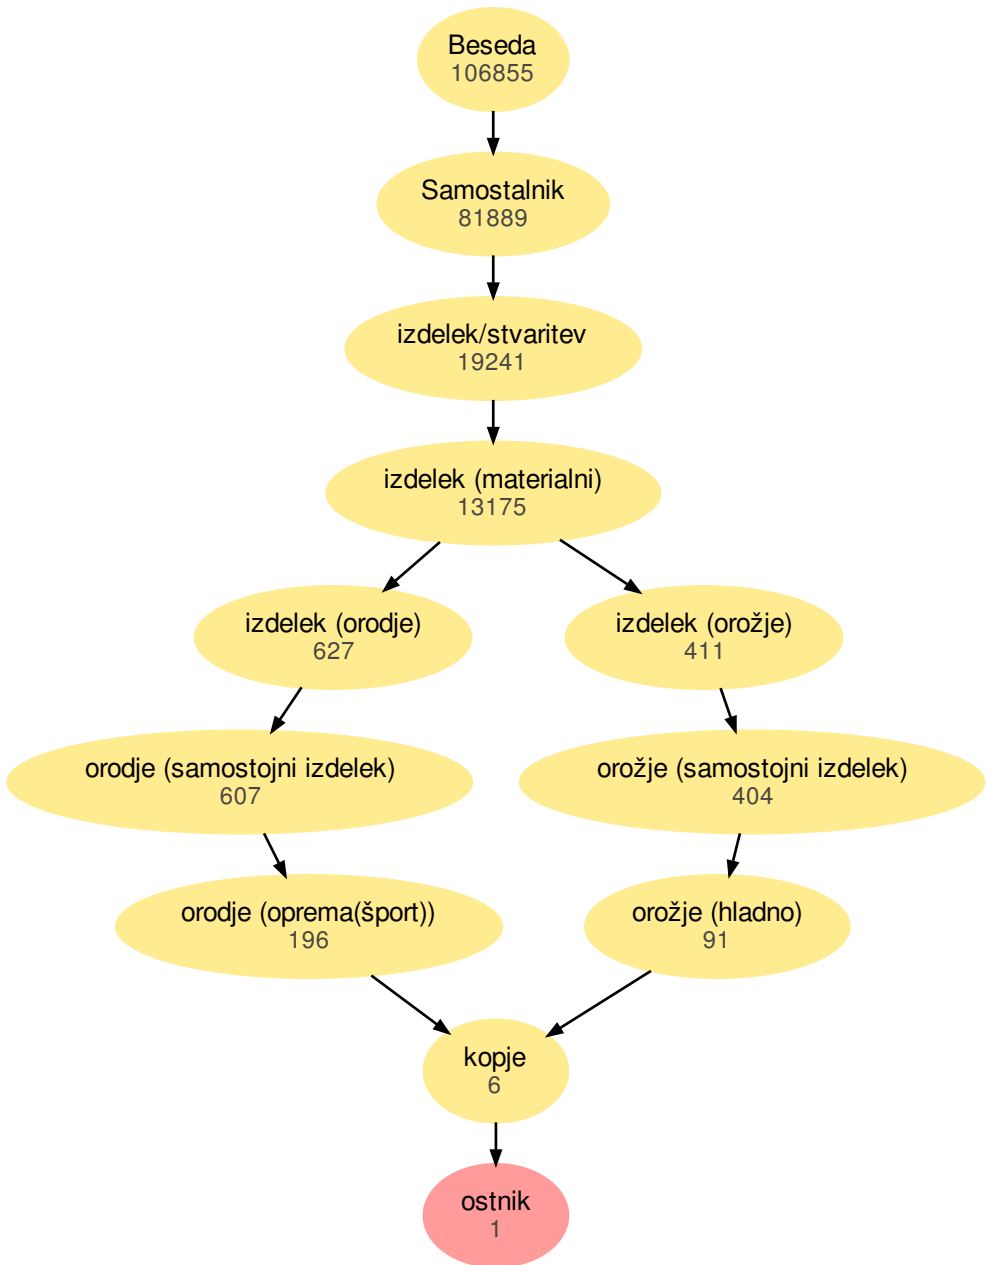 Beseda
106855
Samostalnik
81889
izdelek/stvaritev
19241
izdelek (materialni)
13175
izdelek (orodje)
627
izdelek (orožje)
411
orodje (samostojni izdelek)
607
orožje (samostojni izdelek)
404
orodje (oprema(šport))
196
orožje (hladno)
91
kopje
6
ostnik
1